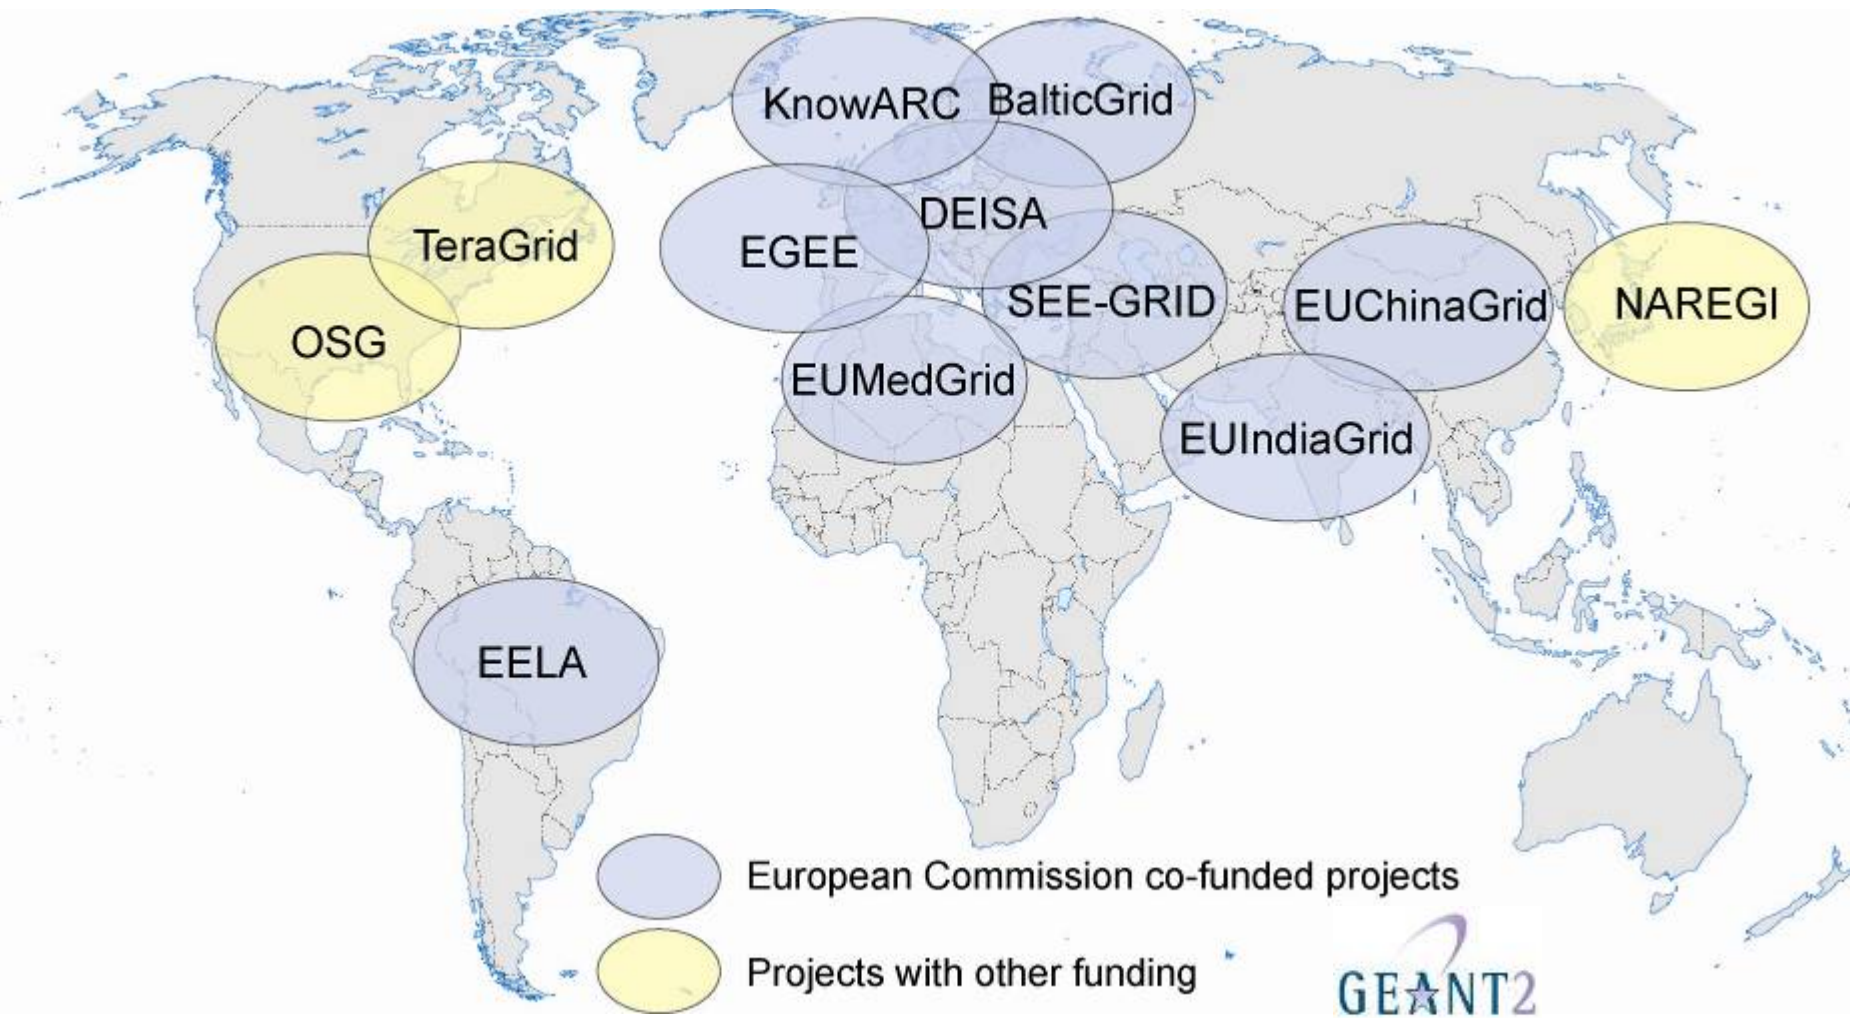 KnowARC
BalticGrid
TeraGrid
DEISA
EGEE
OSG
SEE-GRID
EUChinaGrid
NAREGI
EUMedGrid
EUIndiaGrid
EELA
European Commission co-funded projects
Projects with other funding
GEANT2